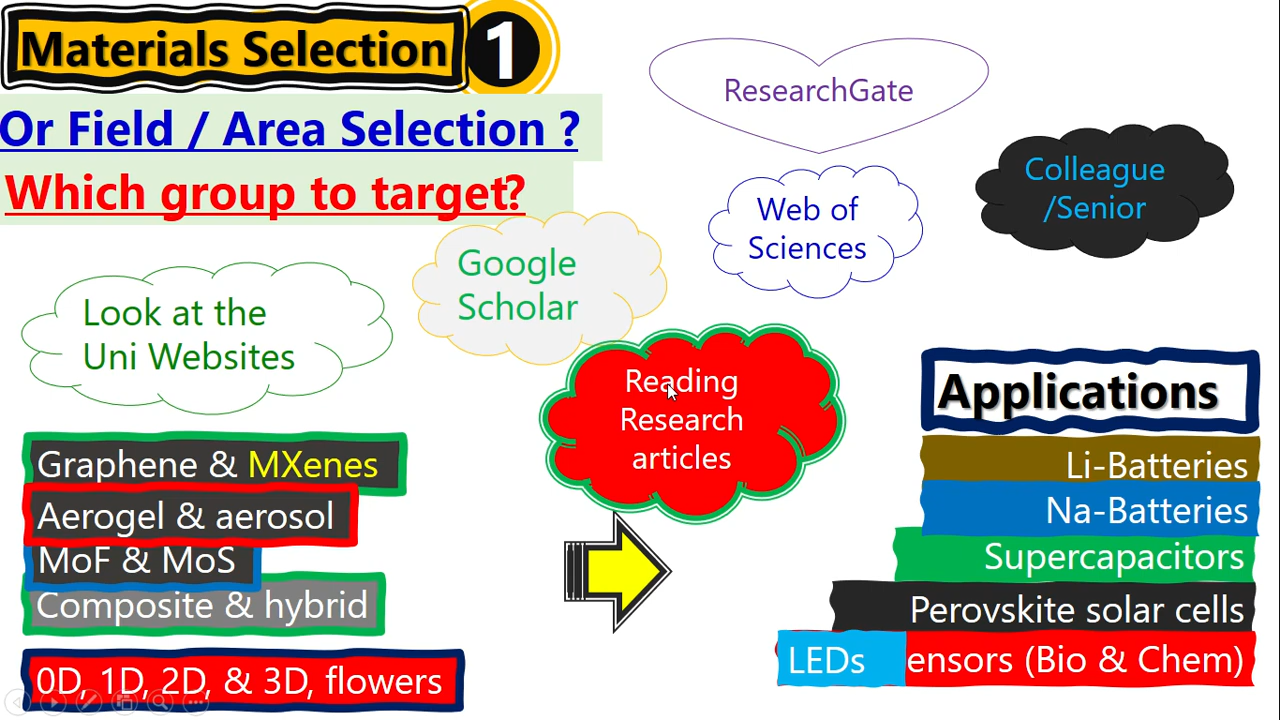 Materials Selection
1
Or Field / Area Selection ?
Which group to target?
ResearchGate
Colleague
/Senior
Web of
Sciences
Google
Scholar
Look at the
Uni Websites
Reading
Research
articles
Graphene & MXenes
Aerogel & aerosol
MoF & MoS
Composite & hybrid
0D, 1D, 2D, & 3D, flowers
Applications
Li-Batteries
Na-Batteries
Supercapacitors
Perovskite solar cells
LEDs
ensors (Bio & Chem)